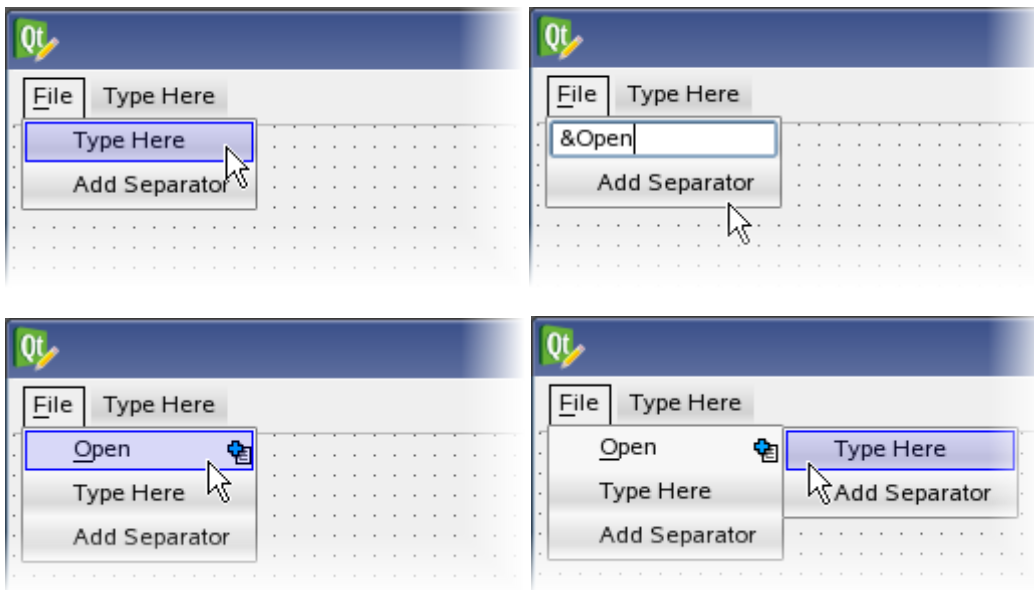 Qt
File Type Here
Type Here
Add Separator
Qt
File Type Here
&Open
Add Separator
Qt
File Type Here
Open
Type Here
Add Separator
Qt
File Type Here
Open Type Here
Type Here Add Separator
Add Separator